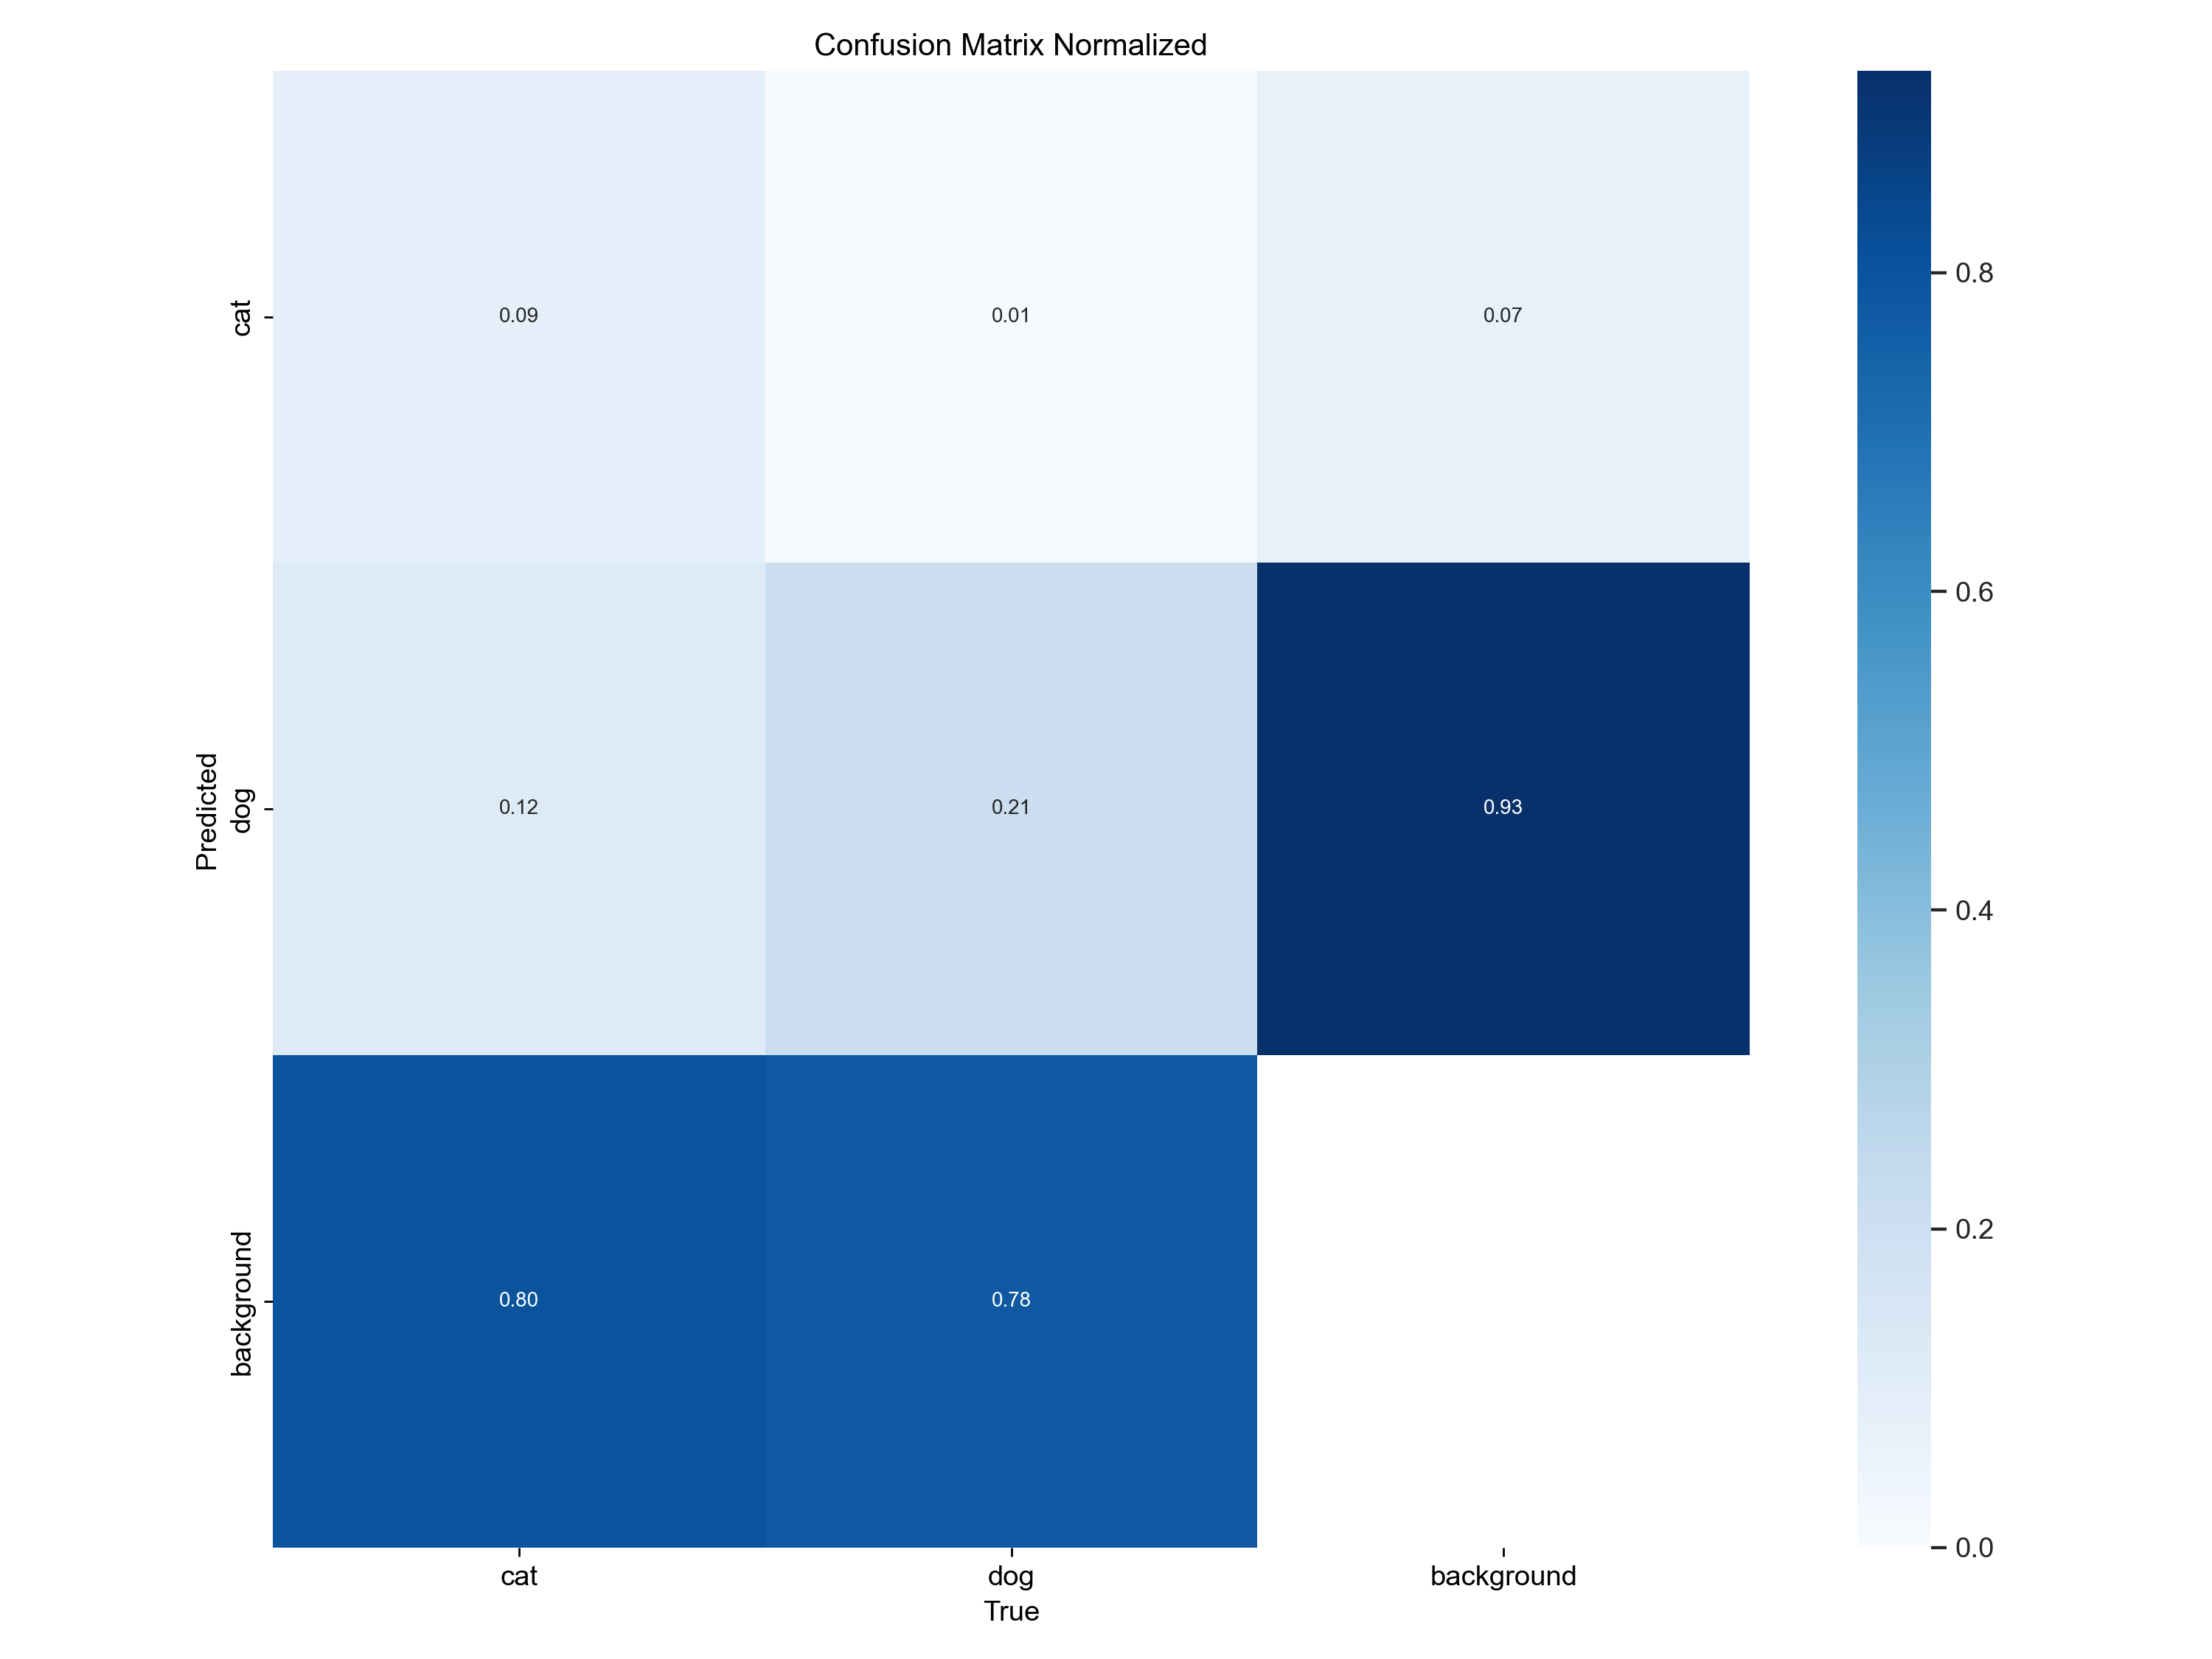 Confusion Matrix Normalized
cat
0.09
0.01
0.07
0.8
0.6
Predicted
dog
0.12
0.21
0.93
0.4
background
0.80
0.78
0.2
0.0
cat
dog
background
True